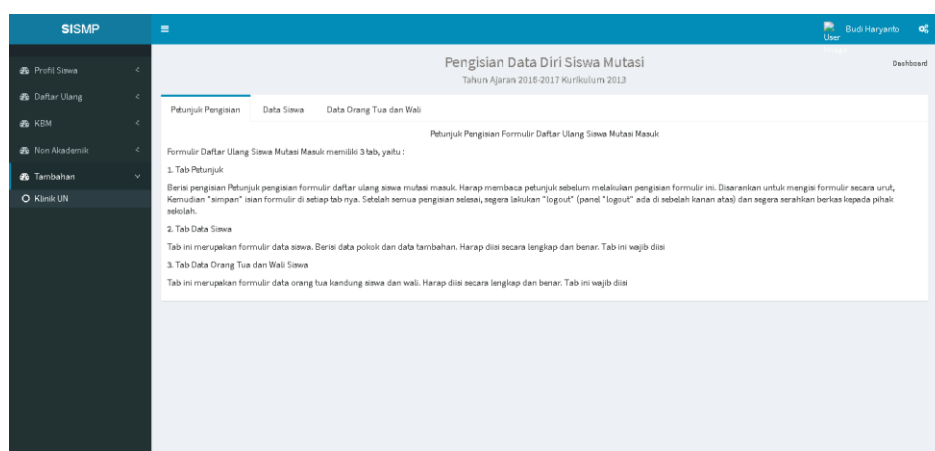 SISMP
User
Budi Haryanto
Pengisian Data Diri Siswa Mutasi
Tahun Ajaran 2016-2017 Kurikulum 2013
Dashboard
Profil Siswa
Daftar Ulang
KBM
Non Akademik
Tambahan
Klinik UN
Petunjuk Pengisian
Data Siswa
Data Orang Tua dan Wali
Petunjuk Pengisian Formulir Daftar Ulang Siswa Mutasi Masuk
Formulir Daftar Ulang Siswa Mutasi Masuk memiliki 3 tab, yaitu :
1. Tab Petunjuk
Berisi pengisian Petunjuk pengisian formulir daftar ulang siswa mutasi masuk. Harap membaca petunjuk sebelum melakukan pengisian formulir ini. Disarankan untuk mengisi formulir secara urut,
Kemudian "simpan" isian formulir di setiap tab nya. Setelah semua pengisian selesai, segera lakukan "logout" (panel "logout" ada di sebelah kanan atas) dan segera serahkan berkas kepada pihak
sekolah.
2. Tab Data Siswa
Tab ini merupakan formulir data siswa. Berisi data pokok dan data tambahan. Harap diisi secara lengkap dan benar. Tab ini wajib diisi
3. Tab Data Orang Tua dan Wali Siswa
Tab ini merupakan formulir data orang tua kandung siswa dan wali. Harap diisi secara lengkap dan benar. Tab ini wajib diisi